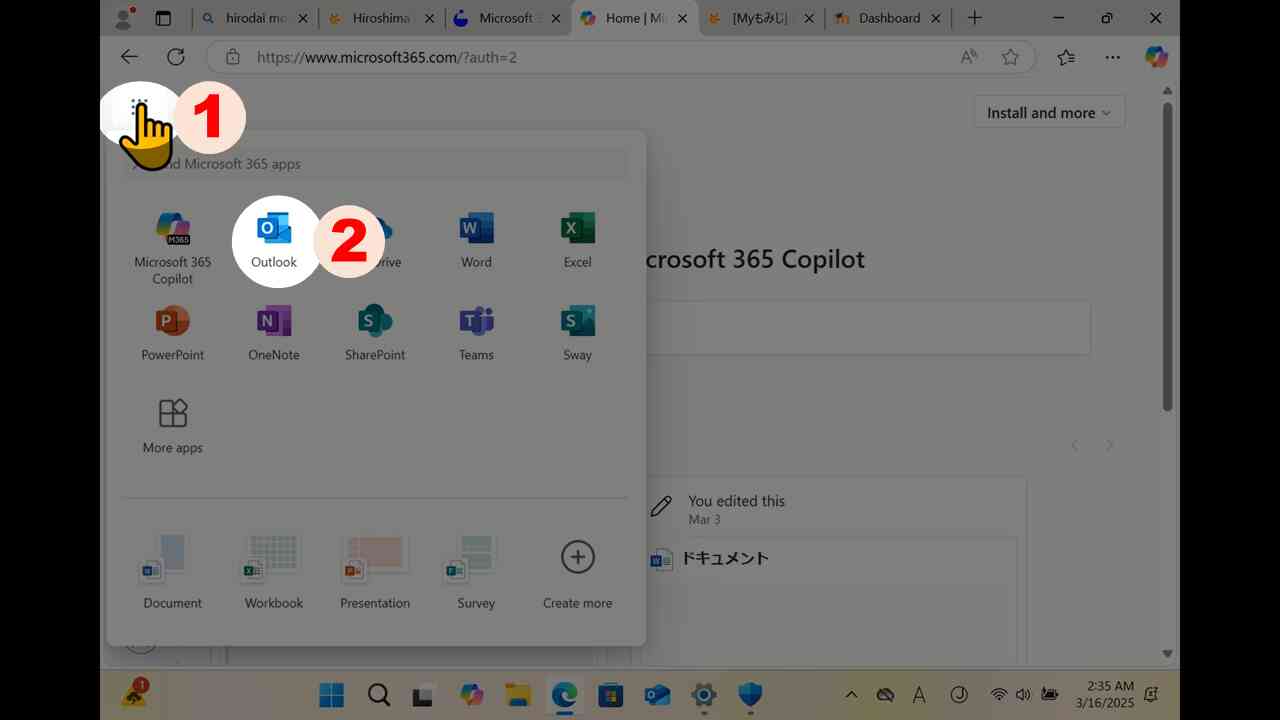 hirodai mo
Hiroshima
Microsoft
Home | Mi
[Myもみじ]
Dashboard
https://www.microsoft365.com/?auth=2
1
Install and more
nd Microsoft 365 apps
2
M365
Microsoft 365
Copilot
Outlook
rive
Word
Excel
crosoft 365 Copilot
PowerPoint
OneNote
SharePoint
Teams
Sway
More apps
You edited this
Mar 3
ドキュメント
Document
Workbook
Presentation
Survey
Create more
1
2:35 AM
3/16/2025